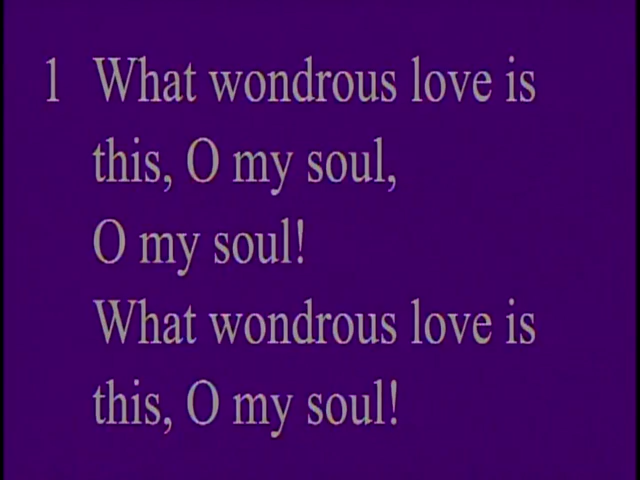 1 What wondrous love is
this, O my soul,
O my soul!
What wondrous love is
this, O my soul!